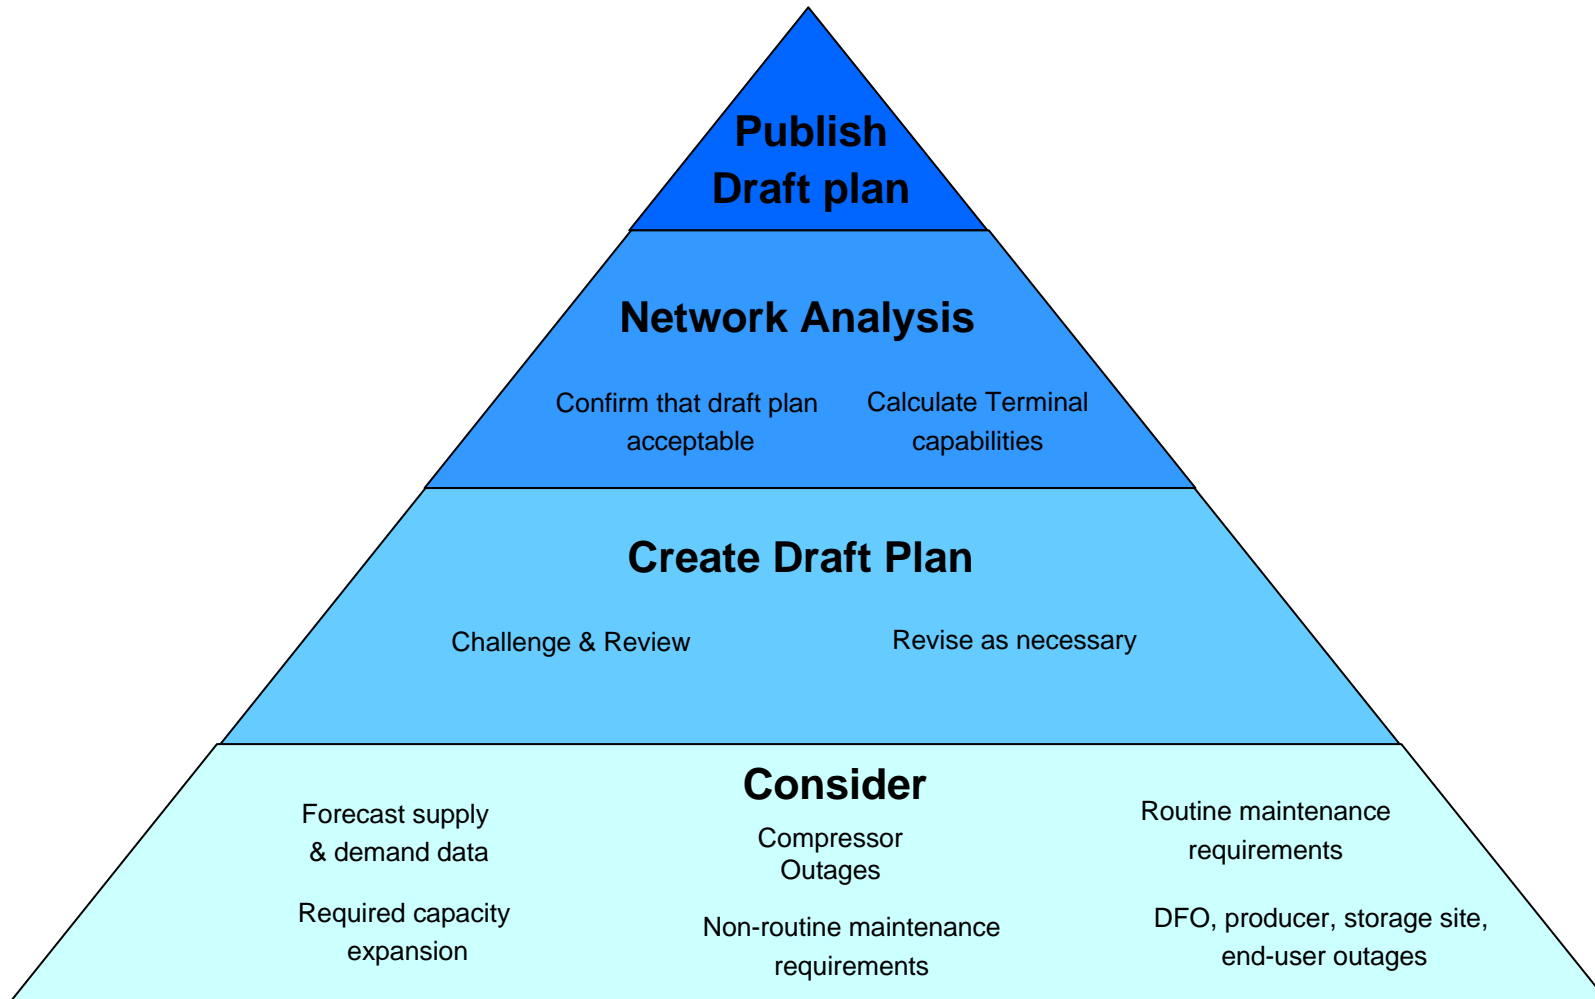 Publish
Draft plan
Network Analysis
Confirm that draft plan
acceptable
Calculate Terminal
capabilities
Create Draft Plan
Challenge & Review
Revise as necessary
Consider
Forecast supply
& demand data
Compressor
Outages
Routine maintenance
requirements
Required capacity
expansion
Non-routine maintenance
requirements
DFO, producer, storage site,
end-user outages